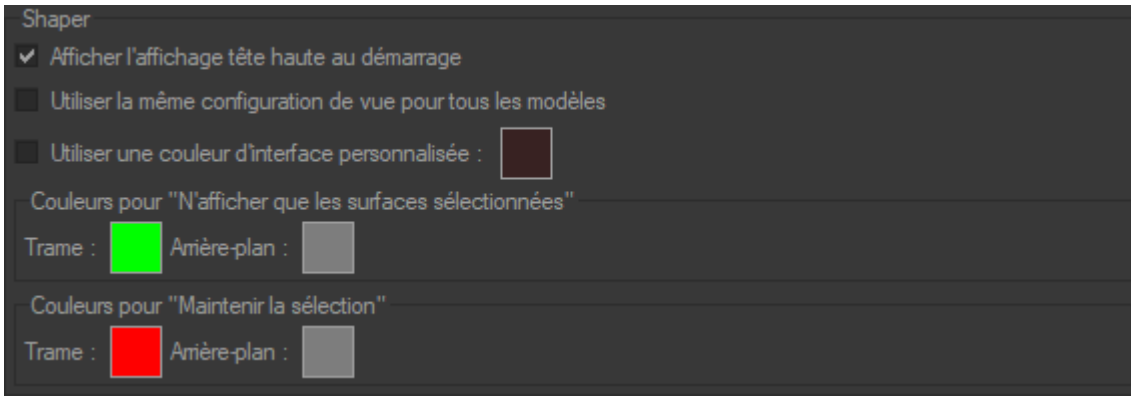 Shaper
Afficher l'affichage tête haute au démarrage
Utiliser la même configuration de vue pour tous les modèles
Utiliser une couleur d'interface personnalisée :
Couleurs pour "N'afficher que les surfaces sélectionnées"
Trame : Arrière-plan :
Couleurs pour "Maintenir la sélection"
Trame : Arrière-plan :